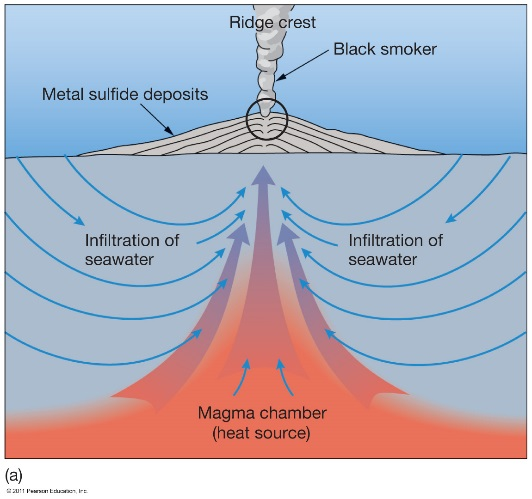 Ridge crest
Black smoker
Metal sulfide deposits
Infiltration of
seawater
Infiltration of
seawater
Magma chamber
(heat source)
(a)
© 2011 Pearson Education, Inc.